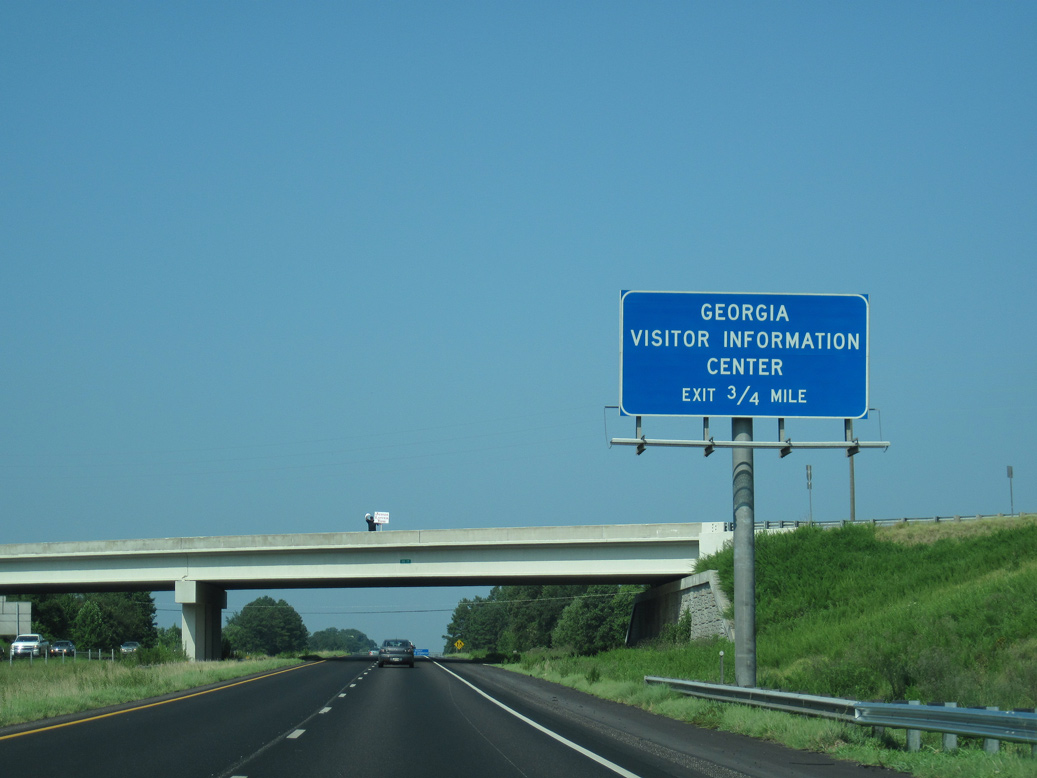 GEORGIA
VISITOR INFORMATION
CENTER
EXIT 3/4 MILE